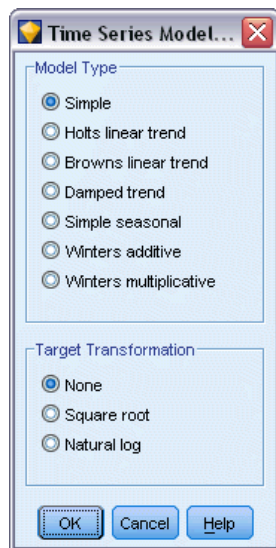 Time Series Model...
Model Type
Simple
Holts linear trend
Browns linear trend
Damped trend
Simple seasonal
Winters additive
Winters multiplicative
Target Transformation
None
Square root
Natural log
OK Cancel Help